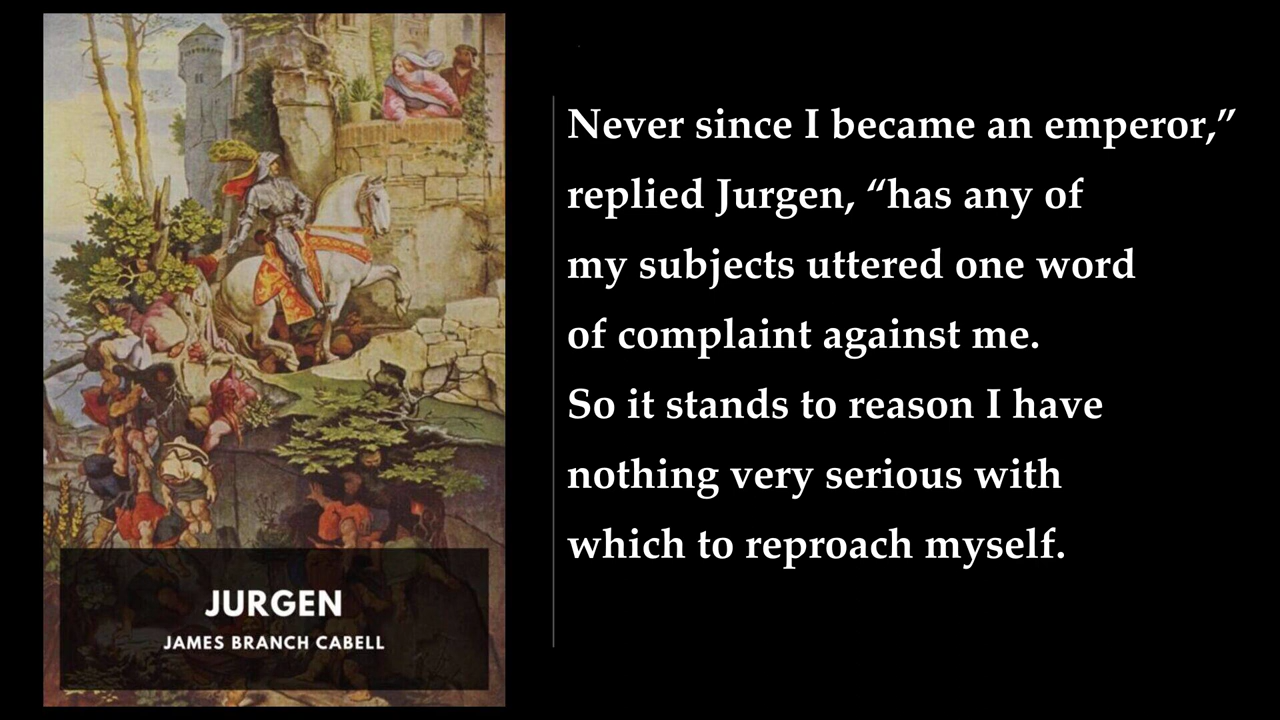 Never since I became an emperor,”
replied Jurgen, “has any of
my subjects uttered one word
of complaint against me.
So it stands to reason I have
nothing very serious with
which to reproach myself.
JURGEN
JAMES BRANCH CABELL